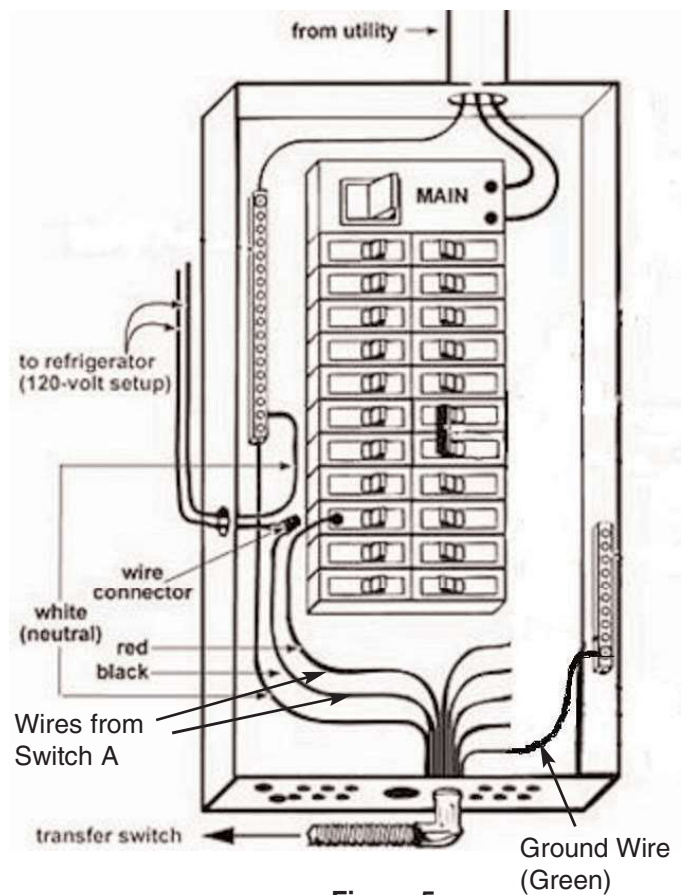 from utility
MAIN
to refrigerator
(120-volt setup)
wire
connector
white
(neutral)
red
black
Wires from
Switch A
transfer switch
Ground Wire
(Green)